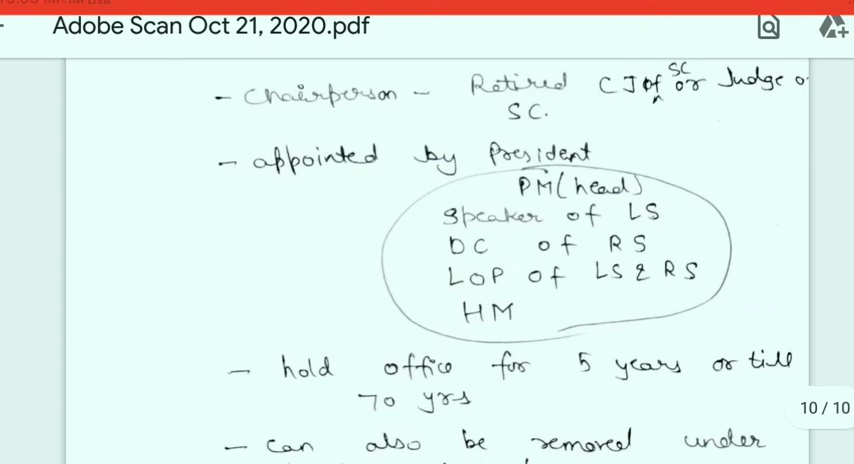 Adobe Scan Oct 21, 2020.pdf
- Chairperson - Retired CJ of SC or Judge o
SC.
- appointed by President
PM (head)
Speaker of LS
DC of RS
LOP of LS & RS
HM
- hold office for 5 years or till
70 yrs
10 / 10
- can also be removed under